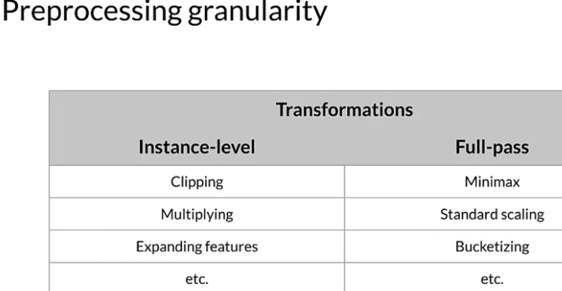 Preprocessing granularity
Transformations
Instance-level Full-pass
Clipping Minimax
Multiplying Standard scaling
Expanding features Bucketizing
etc. etc.